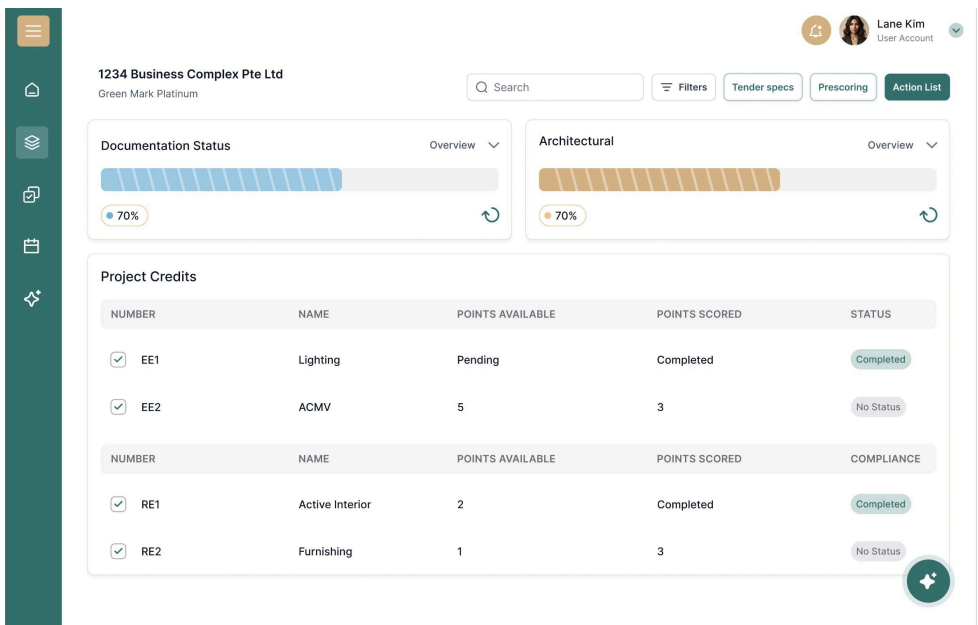 Lane Kim
User Account
1234 Business Complex Pte Ltd
Green Mark Platinum
Search
Filters
Tender specs
Prescoring
Action List
Documentation Status
Overview
70%
Architectural
Overview
70%
Project Credits
NUMBER NAME POINTS AVAILABLE POINTS SCORED STATUS
EE1 Lighting Pending Completed Completed
EE2 ACMV 5 3 No Status
NUMBER NAME POINTS AVAILABLE POINTS SCORED COMPLIANCE
RE1 Active Interior 2 Completed Completed
RE2 Furnishing 1 3 No Status